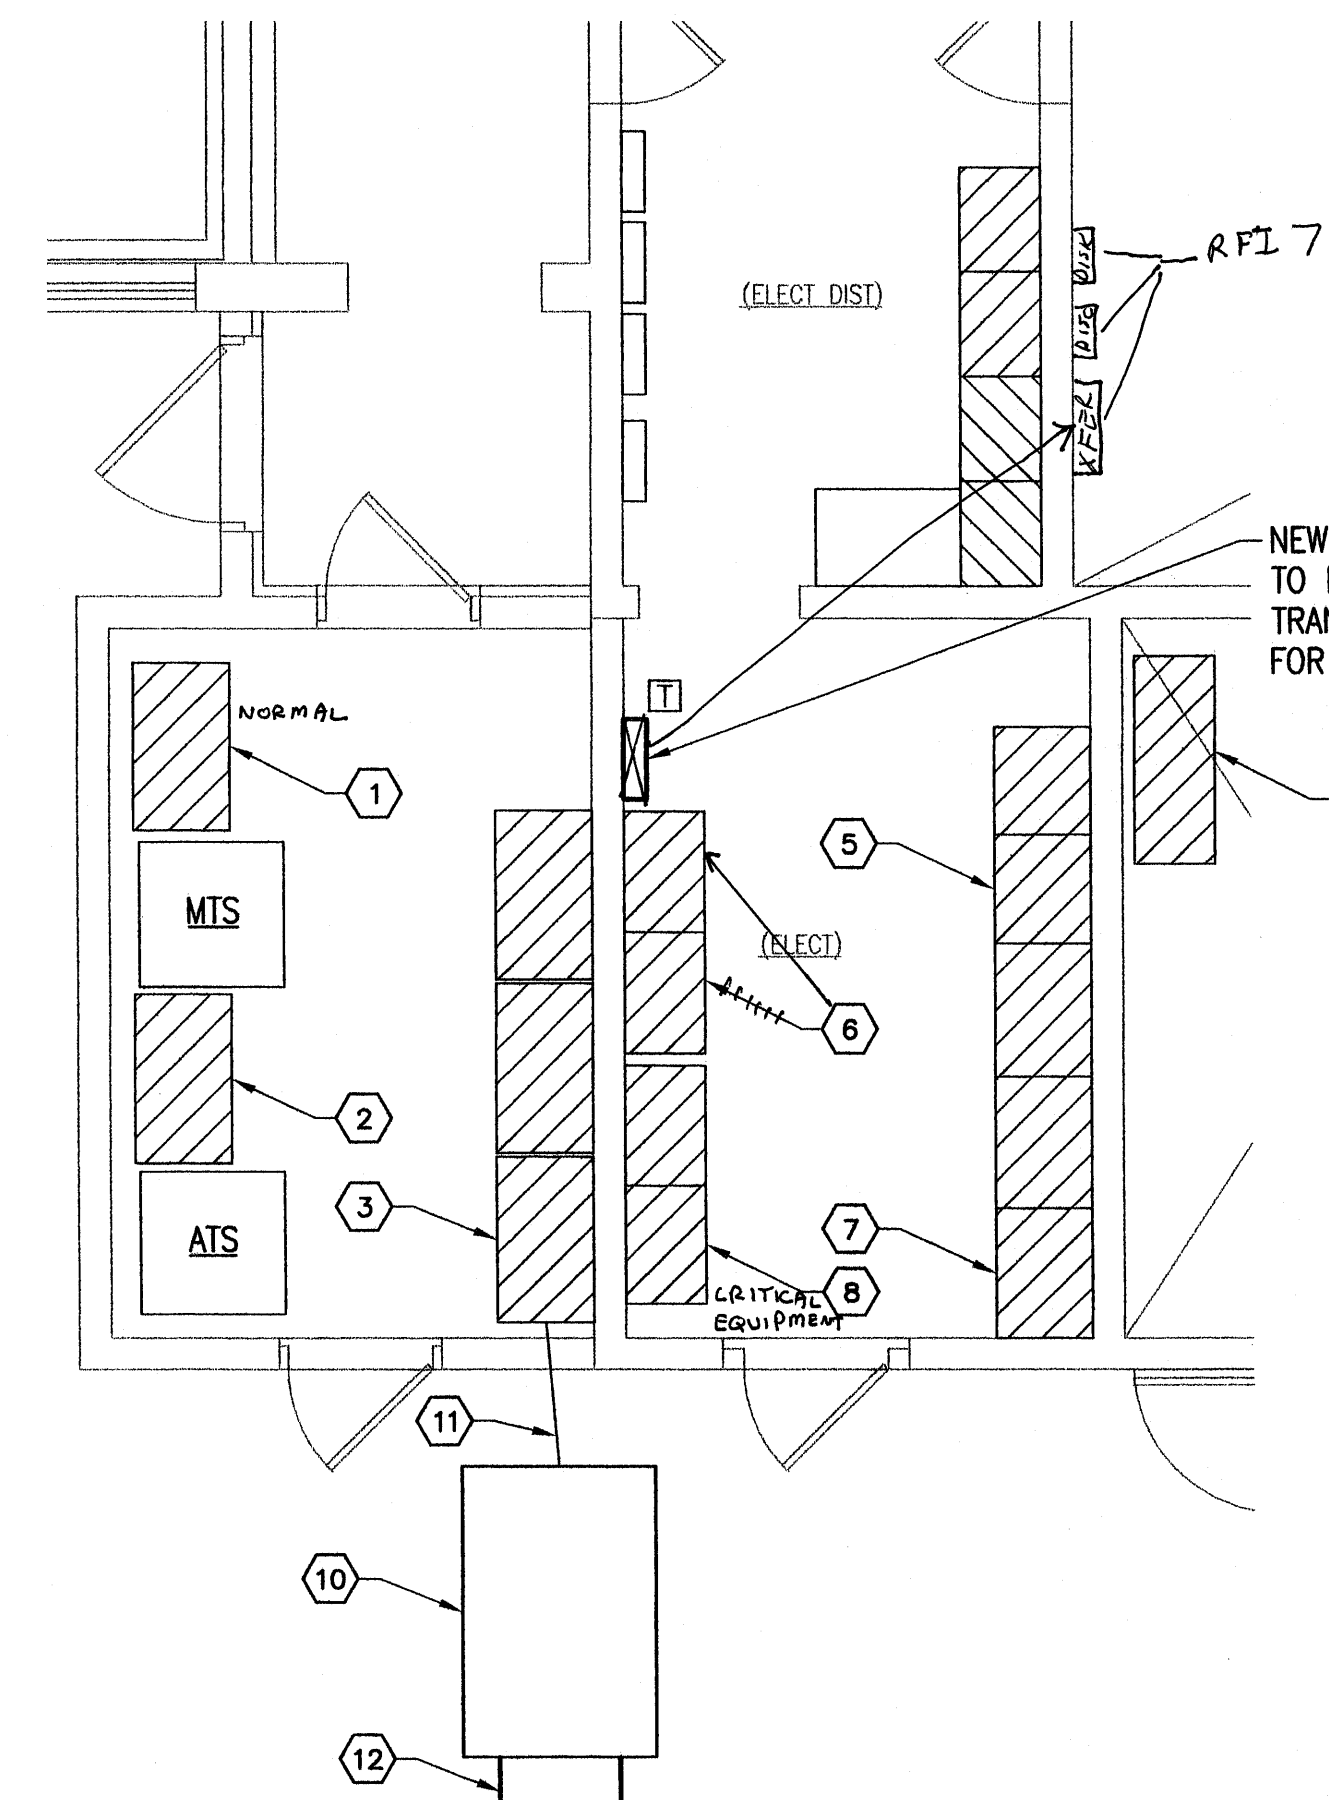 RFI 7
DISK
(ELECT DIST)
DISC
XFER
NEW
TO
TRAN
FOR
T
NORMAL
1
5
MTS
(ELECT)
6
2
3
7
ATS
8
CRITICAL
EQUIPMENT
11
10
12